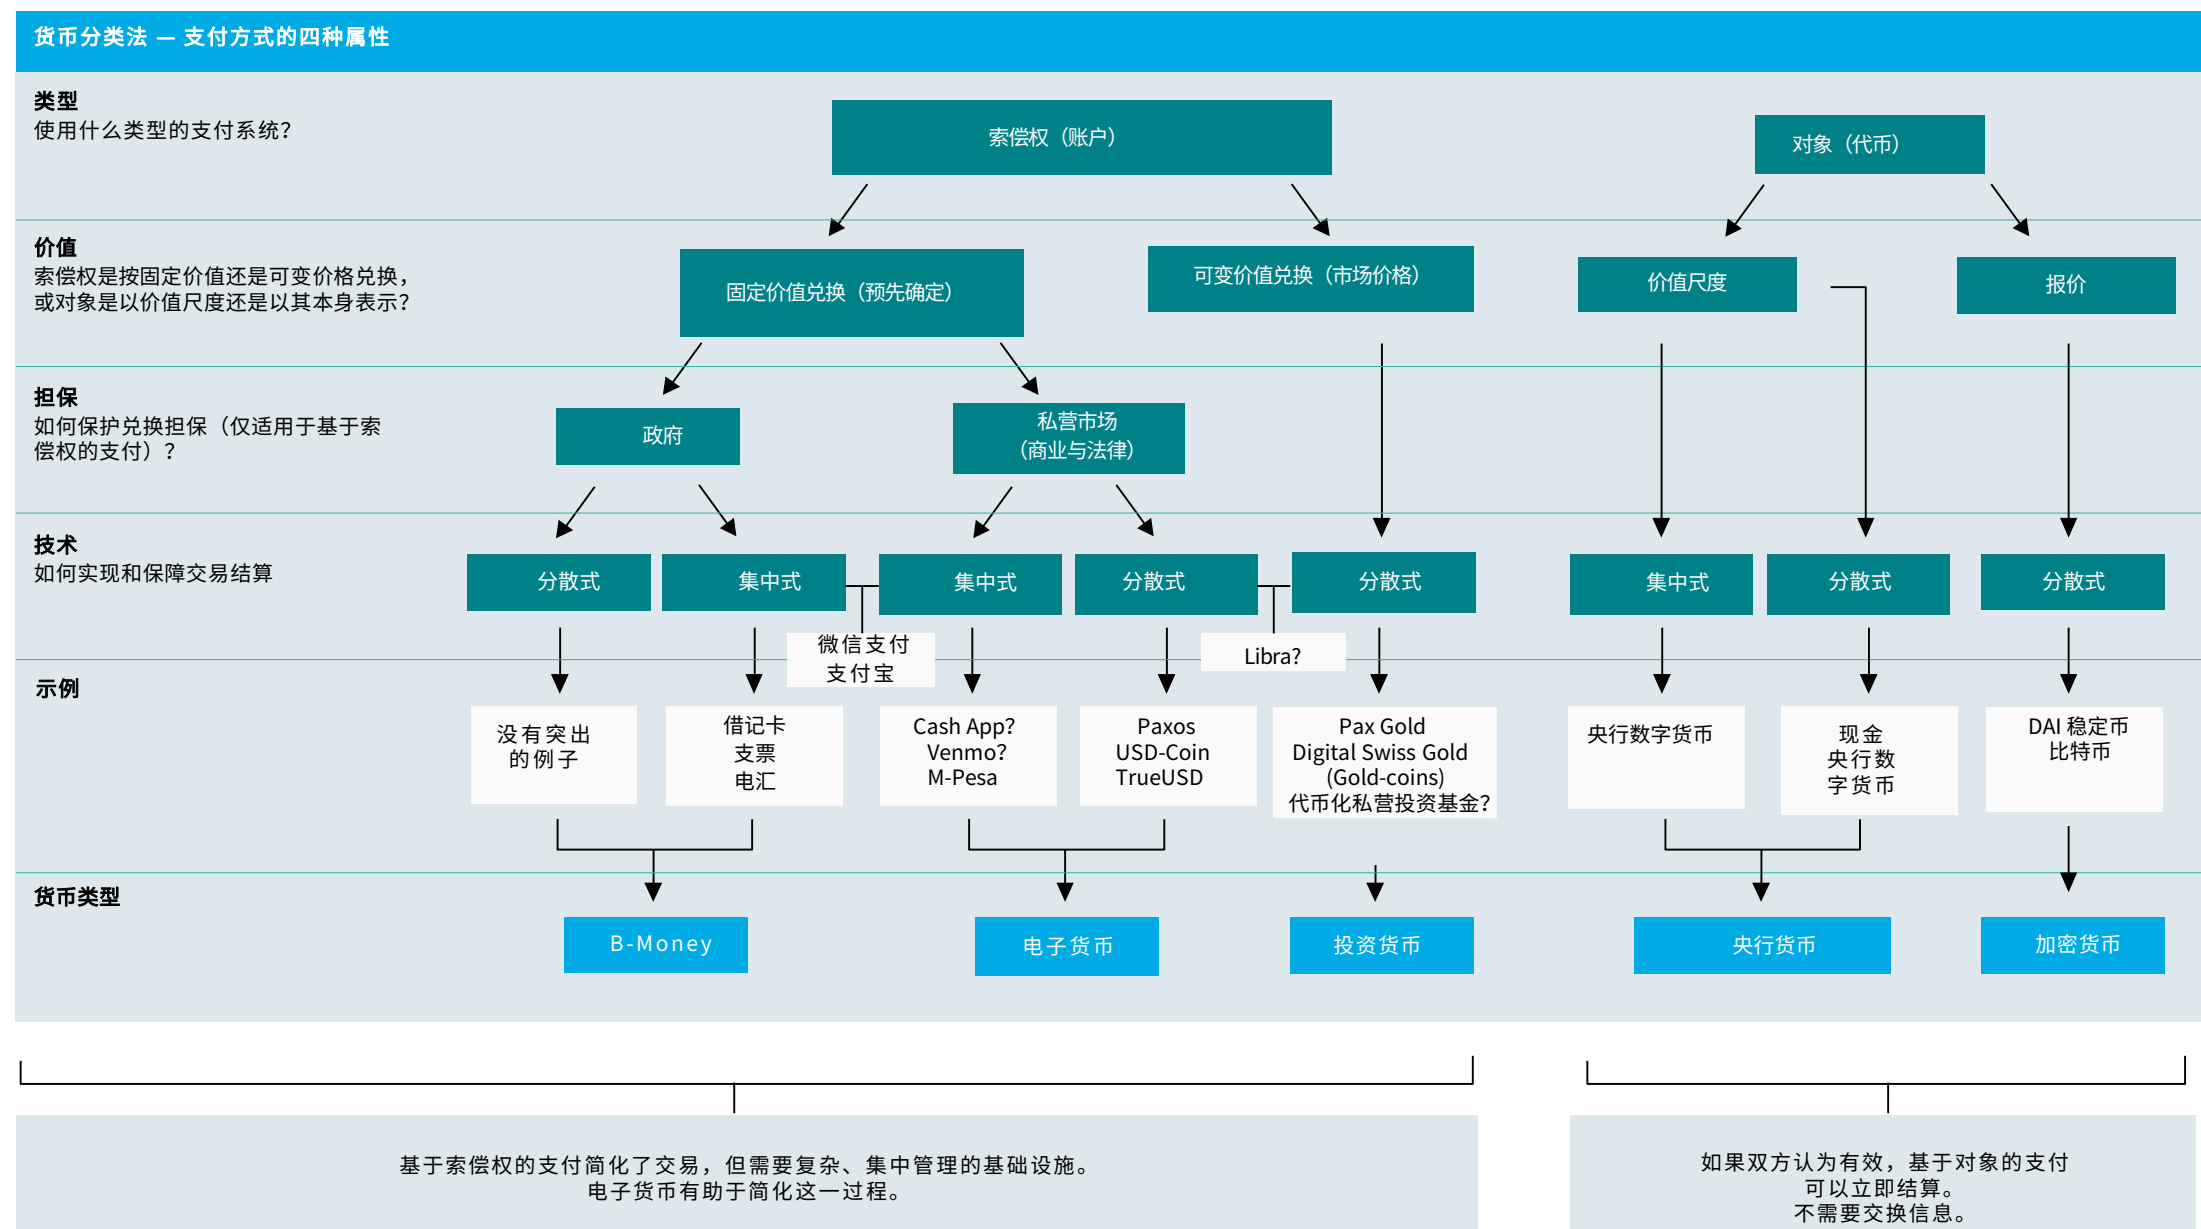 货币分类法 — 支付方式的四种属性
类型
使用什么类型的支付系统?
索偿权（账户）
对象（代币）
价值
索偿权是按固定价值还是可变价格兑换，
或对象是以价值尺度还是以其本身表示?
固定价值兑换（预先确定）
可变价值兑换（市场价格）
价值尺度
报价
担保
如何保护兑换担保（仅适用于基于索
偿权的支付）?
政府
私营市场
（商业与法律）
技术
如何实现和保障交易结算
分散式
集中式
集中式
分散式
分散式
集中式
分散式
分散式
微信支付
支付宝
Libra?
示例
没有突出
的例子
借记卡
支票
电汇
Cash App?
Venmo?
M-Pesa
Paxos
USD-Coin
TrueUSD
Pax Gold
Digital Swiss Gold
(Gold-coins)
代币化私营投资基金?
央行数字货币
现金
央行数
字货币
DAI 稳定币
比特币
货币类型
B-Money
电子货币
投资货币
央行货币
加密货币
基于索偿权的支付简化了交易，但需要复杂、集中管理的基础设施。
电子货币有助于简化这一过程。
如果双方认为有效，基于对象的支付
可以立即结算。
不需要交换信息。